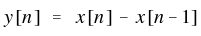 y[n] = x[n] − x[n−1]